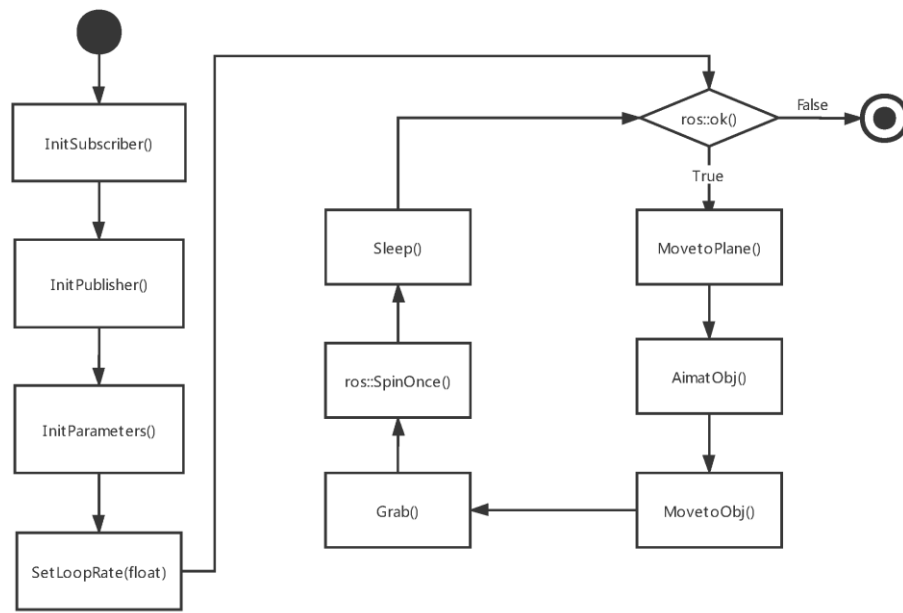 InitSubscriber()
InitPublisher()
InitParameters()
SetLoopRate(float)
ros::ok()
False
True
MovetoPlane()
AimatObj()
MovetoObj()
Grab()
ros::SpinOnce()
Sleep()